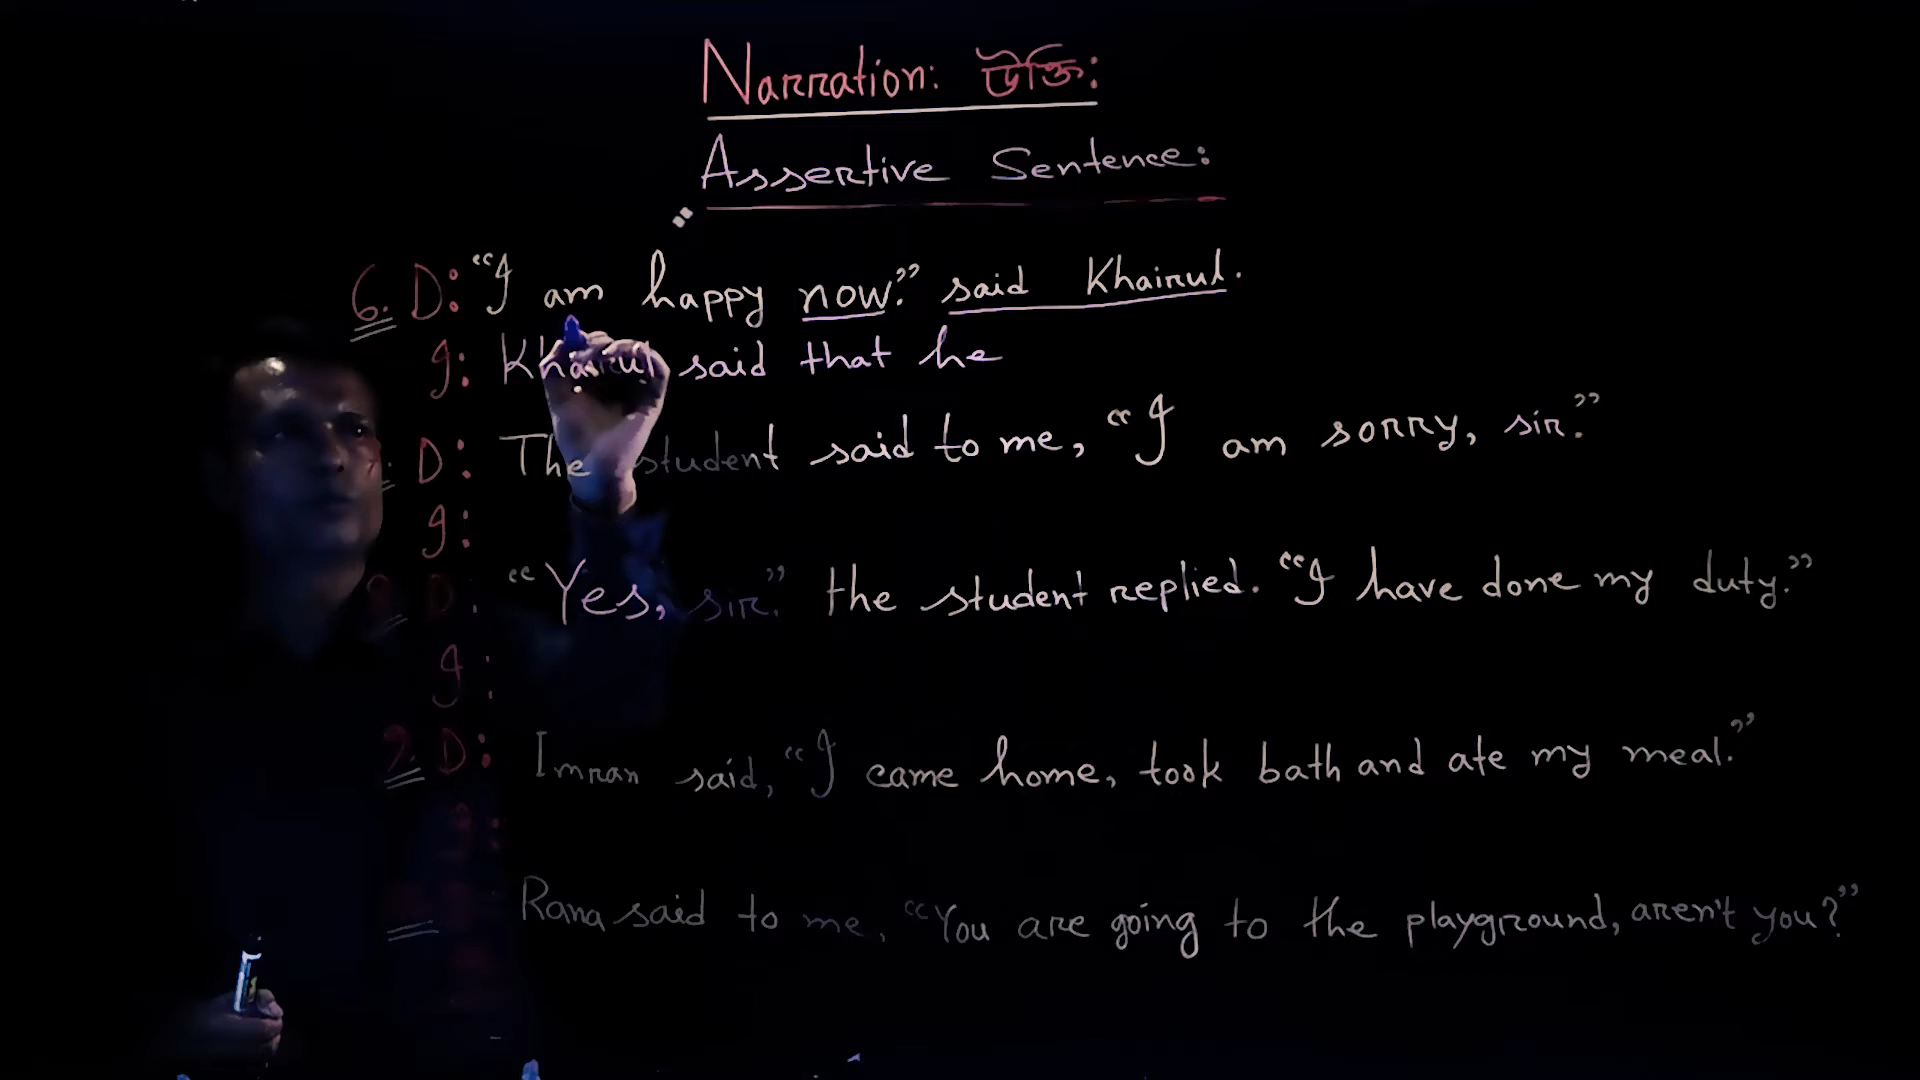 Narration: উক্তি:
Assertive Sentence:
6. D: "I am happy now." said Khairul.
I: Khairul said that he
7. D: The student said to me, "I am sorry, sir."
I:
D: "Yes, sir." the student replied. "I have done my duty."
I:
9. D: Imran said, "I came home, took bath and ate my meal."
I:
Rana said to me, "You are going to the playground, aren't you?"